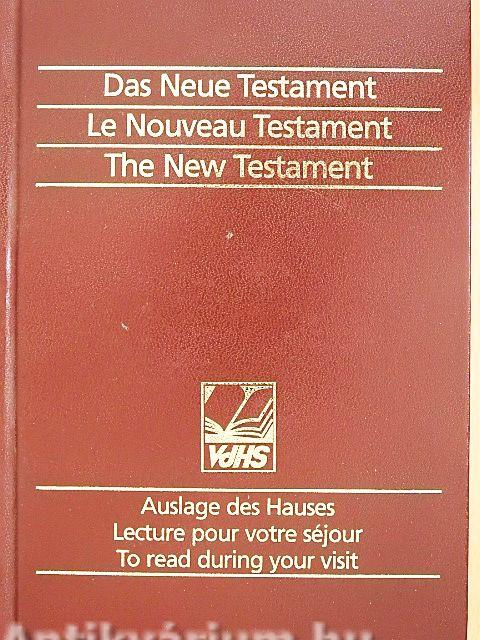 Das Neue Testament
Le Nouveau Testament
The New Testament
VdHS
Auslage des Hauses
Lecture pour votre séjour
To read during your visit
Antikvárium.hu